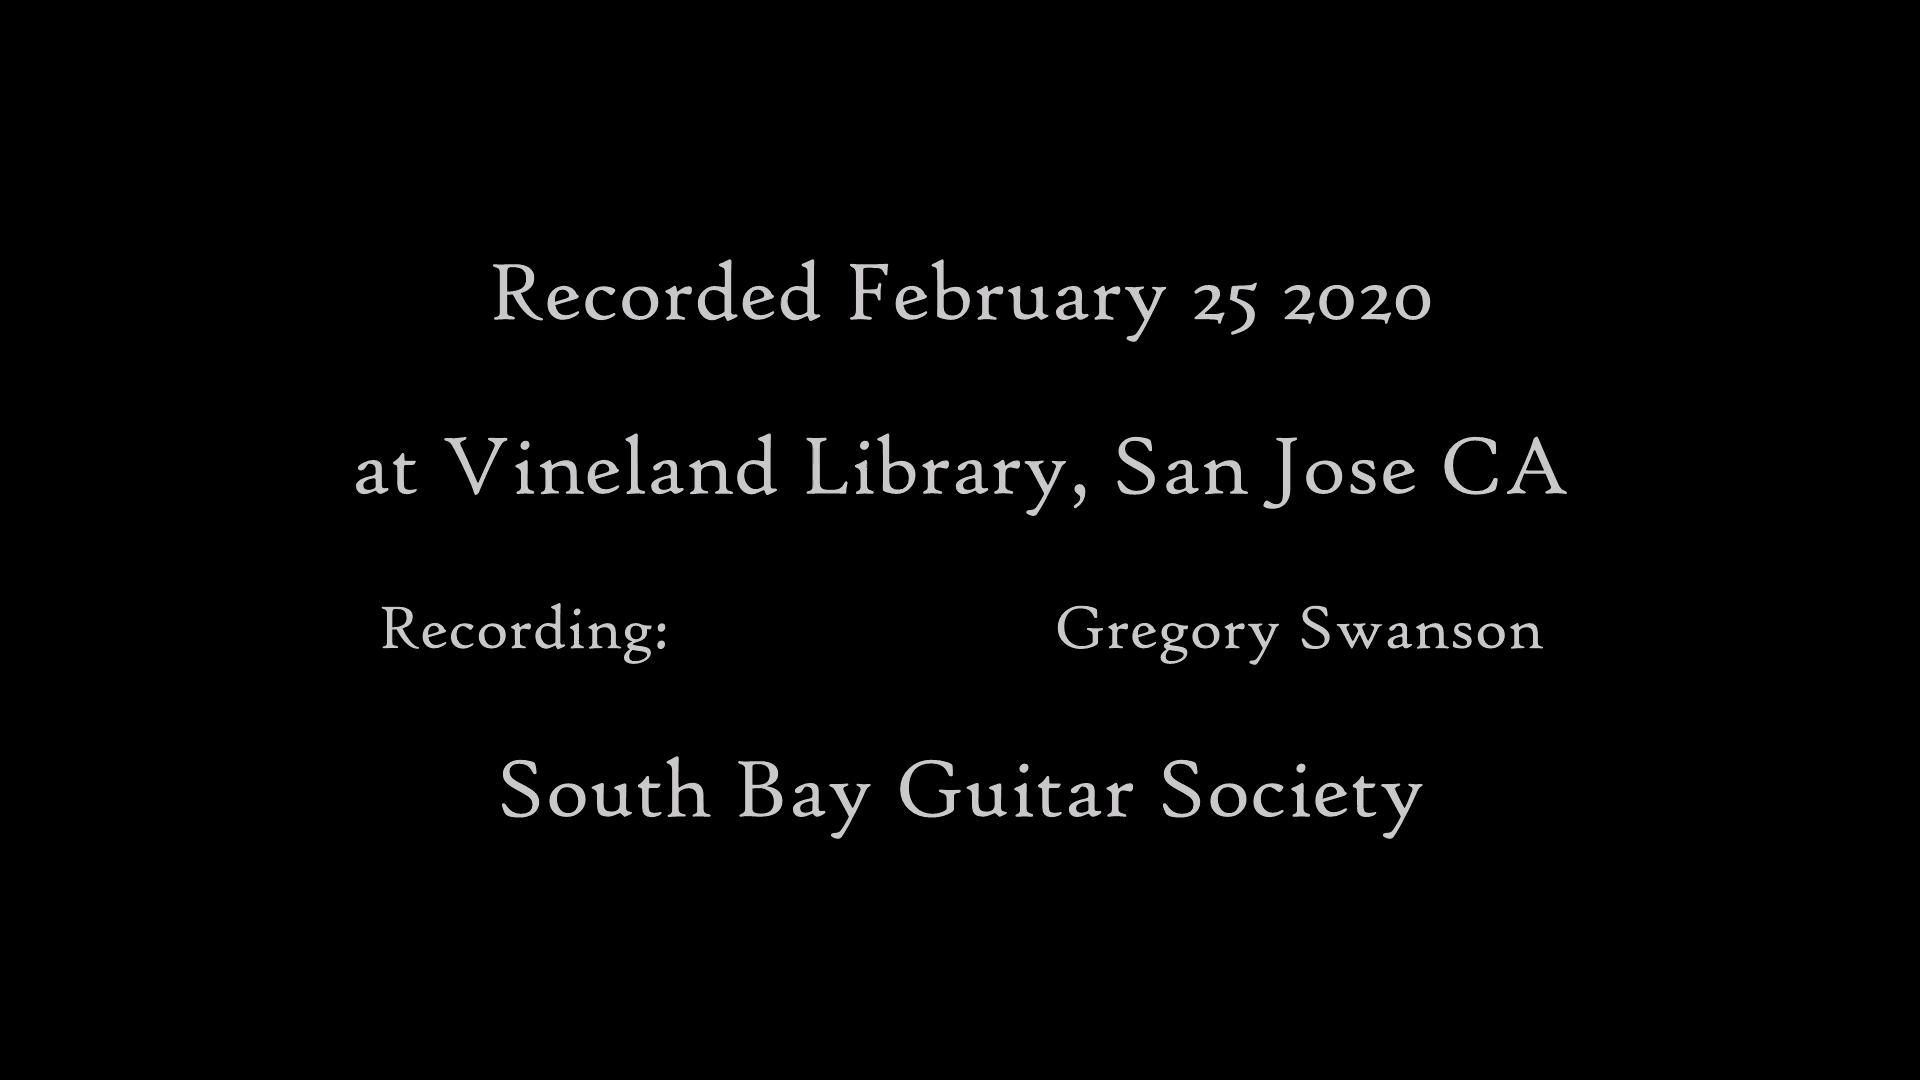 Recorded February 25 2020
at Vineland Library, San Jose CA
Recording: Gregory Swanson
South Bay Guitar Society